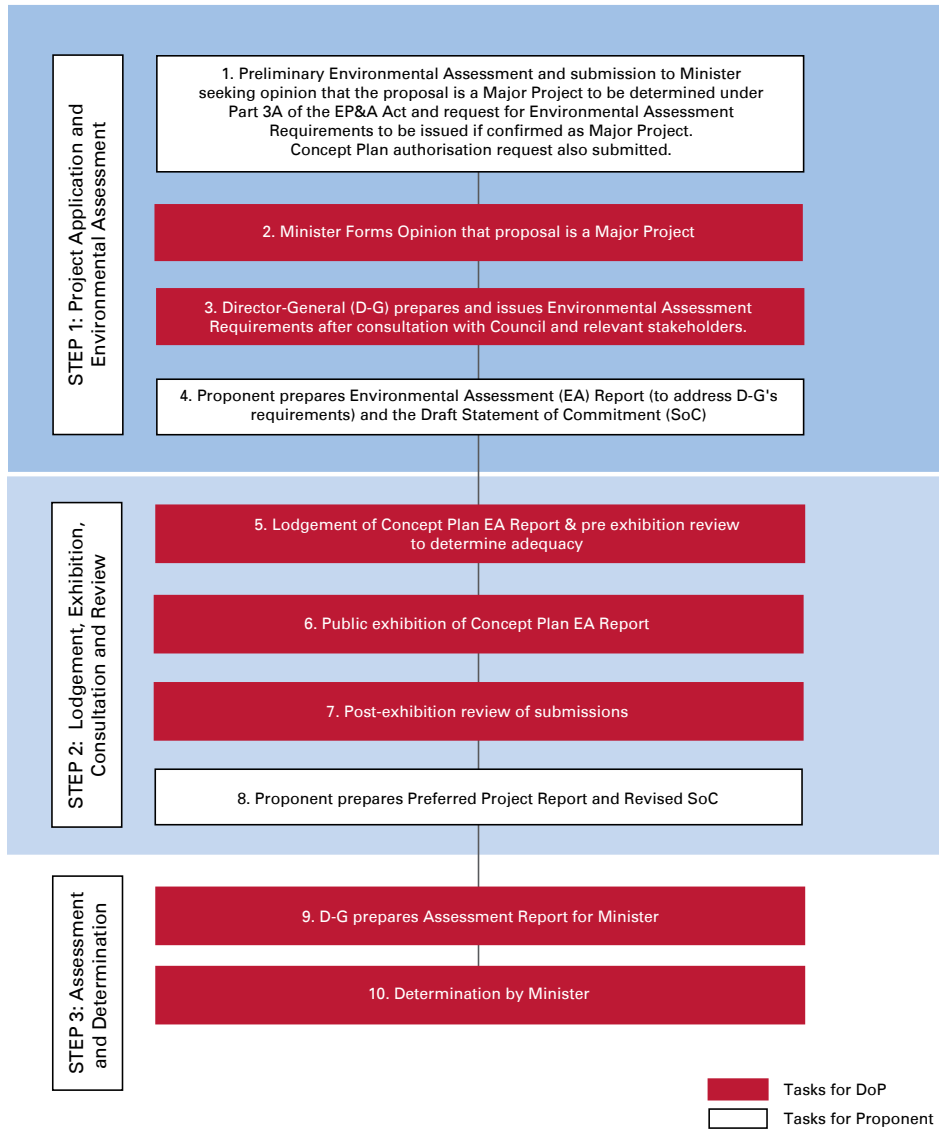 STEP 1: Project Application and
Environmental Assessment
1. Preliminary Environmental Assessment and submission to Minister
seeking opinion that the proposal is a Major Project to be determined under
Part 3A of the EP&A Act and request for Environmental Assessment
Requirements to be issued if confirmed as Major Project.
Concept Plan authorisation request also submitted.
2. Minister Forms Opinion that proposal is a Major Project
3. Director-General (D-G) prepares and issues Environmental Assessment
Requirements after consultation with Council and relevant stakeholders.
4. Proponent prepares Environmental Assessment (EA) Report (to address D-G's
requirements) and the Draft Statement of Commitment (SoC)
STEP 2: Lodgement, Exhibition,
Consultation and Review
5. Lodgement of Concept Plan EA Report & pre exhibition review
to determine adequacy
6. Public exhibition of Concept Plan EA Report
7. Post-exhibition review of submissions
8. Proponent prepares Preferred Project Report and Revised SoC
STEP 3: Assessment
and Determination
9. D-G prepares Assessment Report for Minister
10. Determination by Minister
Tasks for DoP
Tasks for Proponent